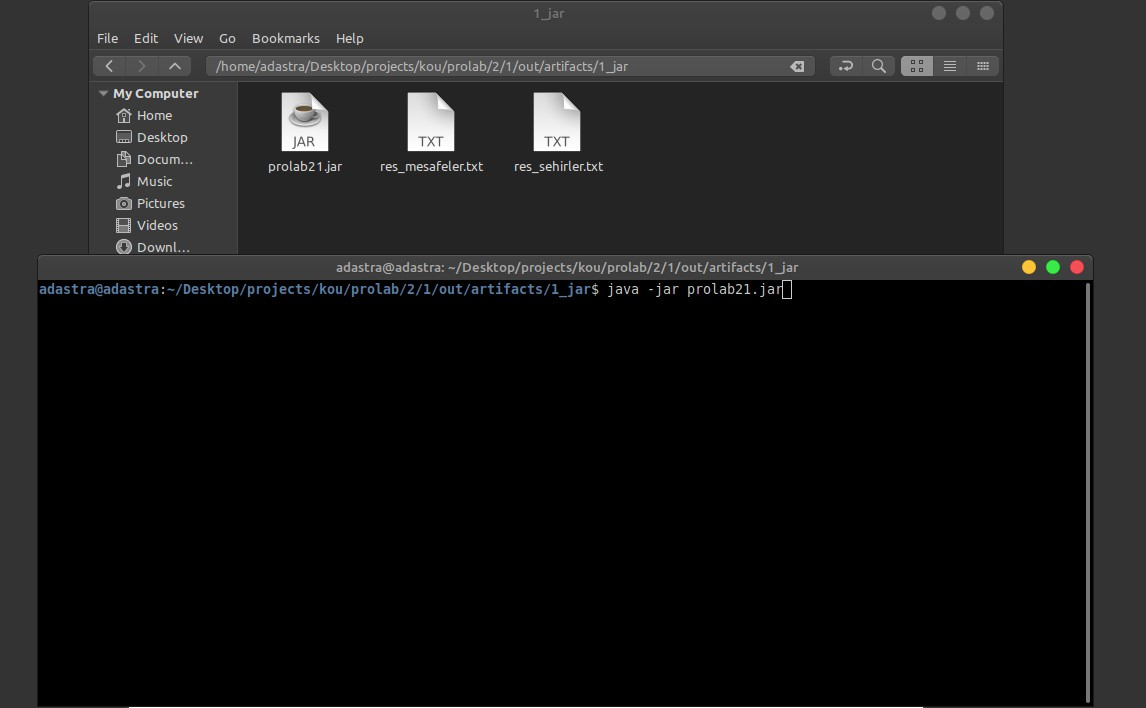 1_jar
File Edit View Go Bookmarks Help
/home/adastra/Desktop/projects/kou/prolab/2/1/out/artifacts/1_jar
My Computer
Home
Desktop
Docum...
Music
Pictures
Videos
Downl...
JAR
prolab21.jar
TXT
res_mesafeler.txt
TXT
res_sehirler.txt
adastra@adastra: ~/Desktop/projects/kou/prolab/2/1/out/artifacts/1_jar
adastra@adastra:~/Desktop/projects/kou/prolab/2/1/out/artifacts/1_jar$ java -jar prolab21.jar